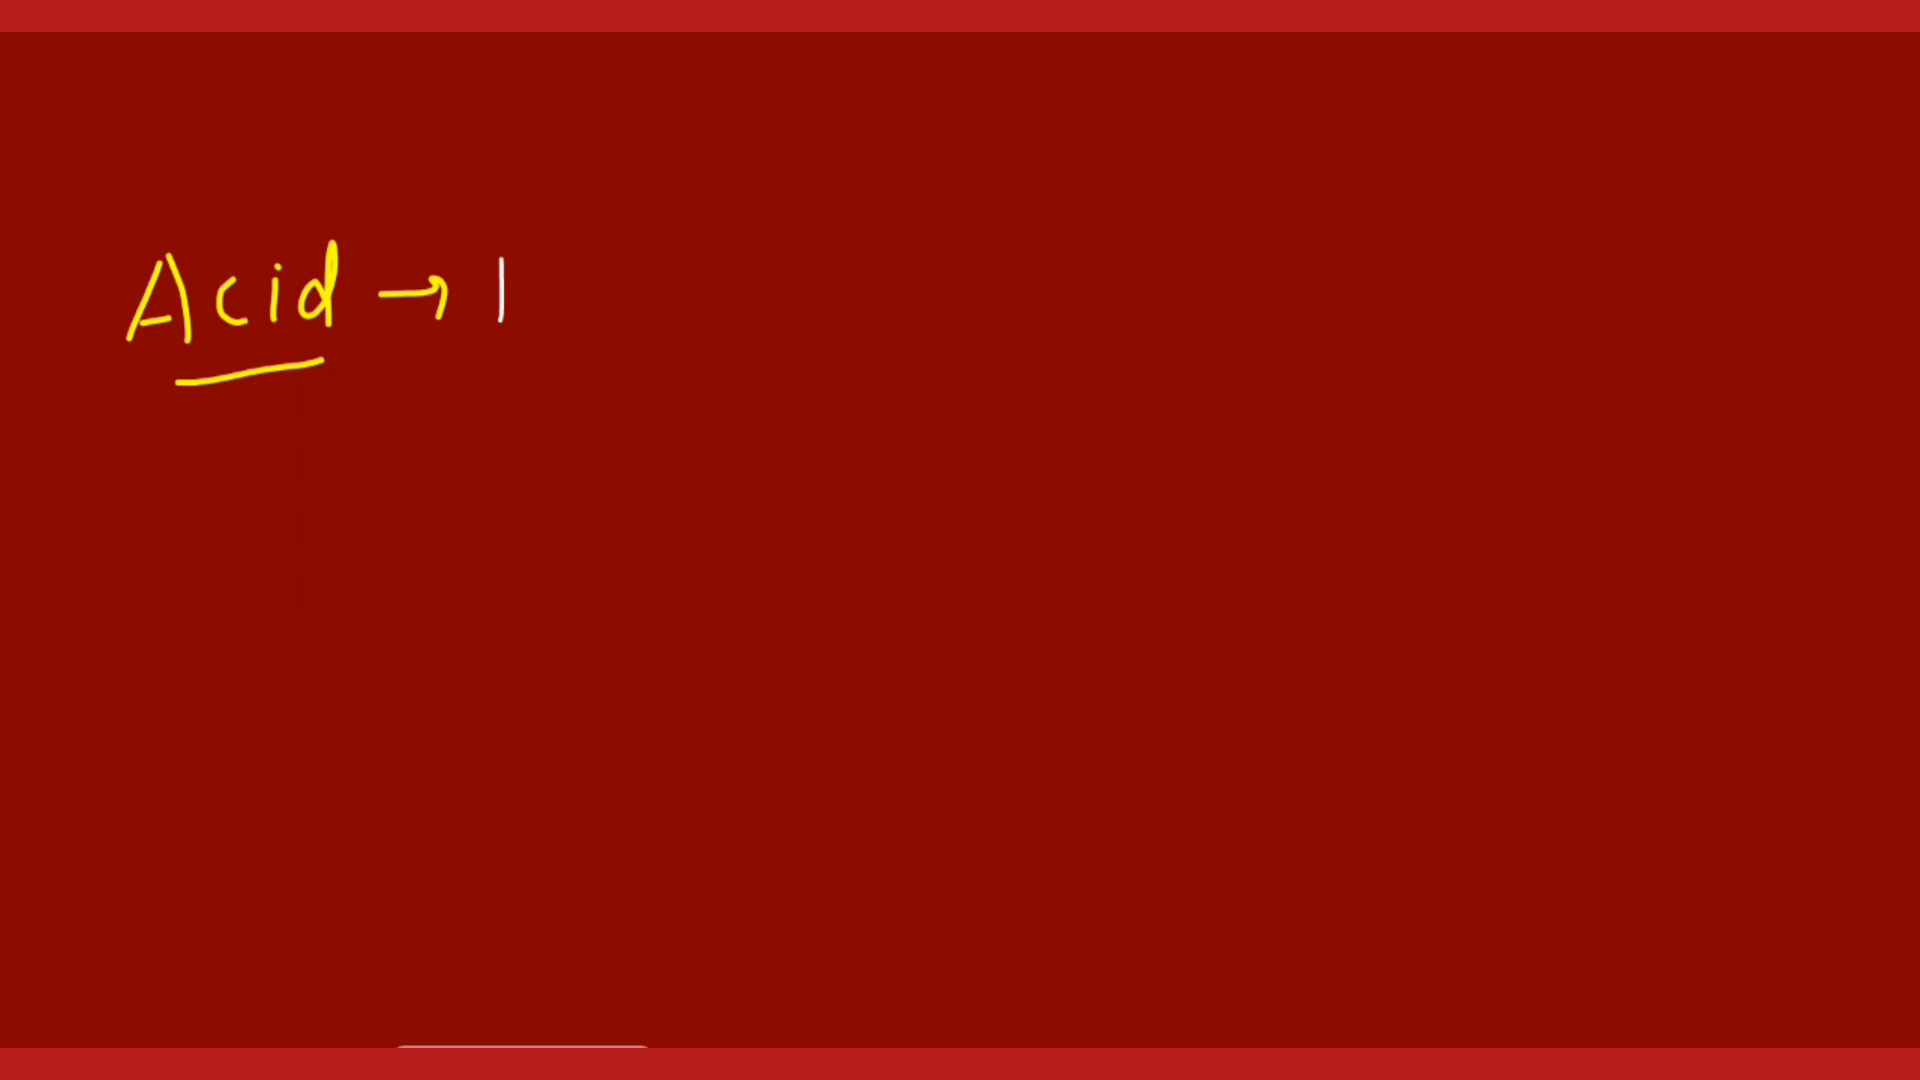 Acid → |